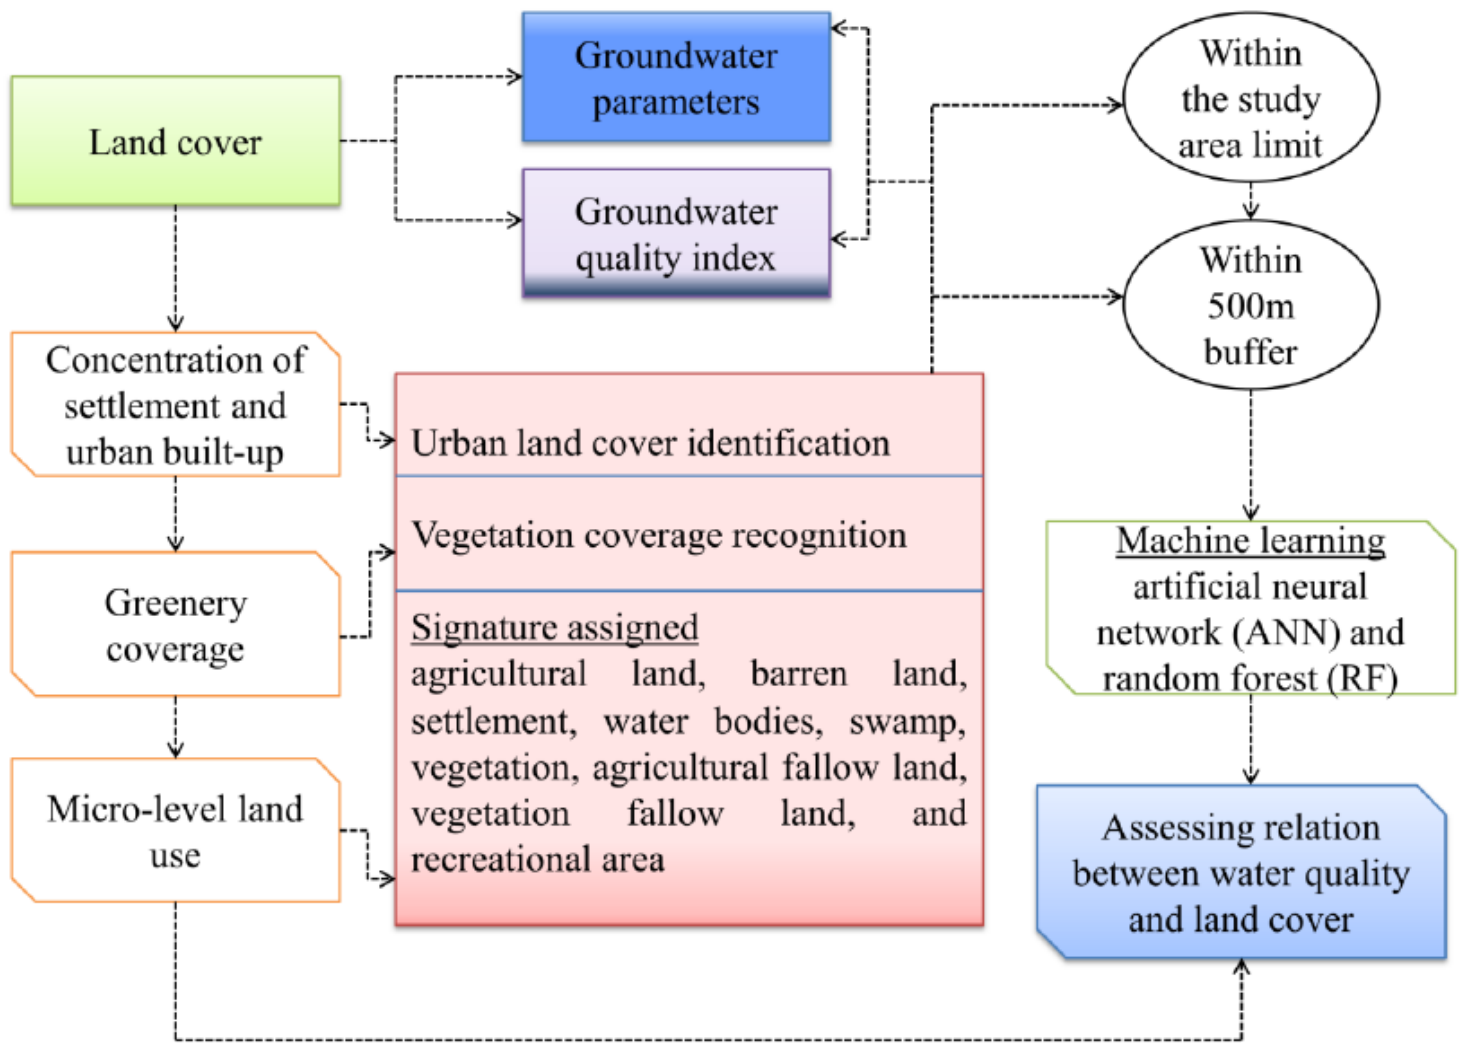 Land cover
Groundwater
parameters
Groundwater
quality index
Within
the study
area limit
Within
500m
buffer
Concentration of
settlement and
urban built-up
Greenery
coverage
Micro-level land
use
Urban land cover identification
Vegetation coverage recognition
Signature assigned
agricultural land, barren land,
settlement, water bodies, swamp,
vegetation, agricultural fallow land,
vegetation fallow land, and
recreational area
Machine learning
artificial neural
network (ANN) and
random forest (RF)
Assessing relation
between water quality
and land cover